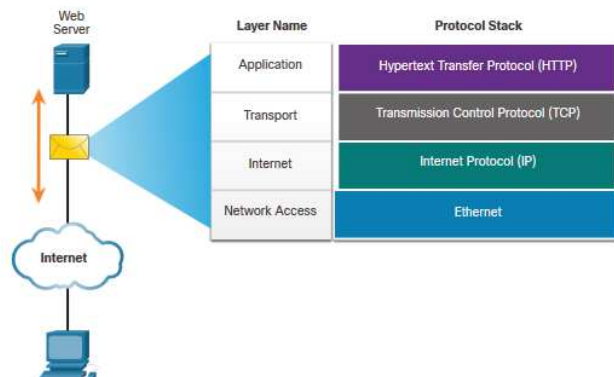 Web
Server
Layer Name Protocol Stack
Application Hypertext Transfer Protocol (HTTP)
Transport Transmission Control Protocol (TCP)
Internet Internet Protocol (IP)
Network Access Ethernet
Internet